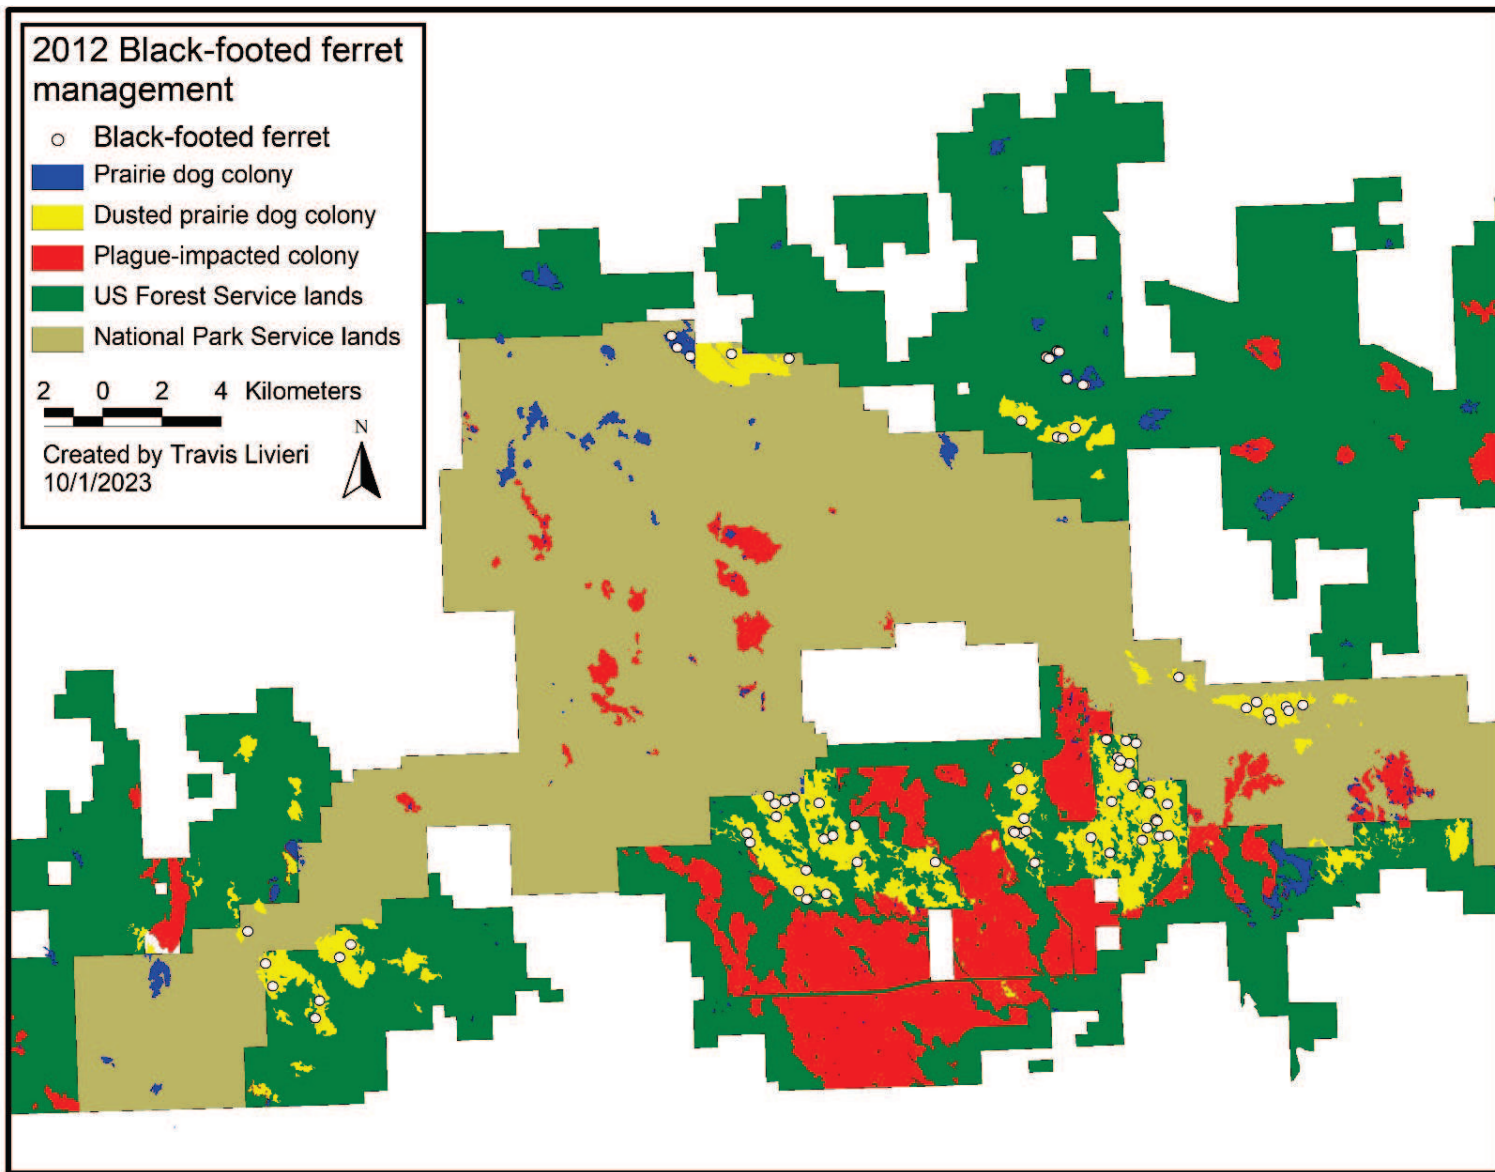 2012 Black-footed ferret
management
Black-footed ferret
Prairie dog colony
Dusted prairie dog colony
Plague-impacted colony
US Forest Service lands
National Park Service lands
2 0 2 4 Kilometers
N
Created by Travis Livieri
10/1/2023